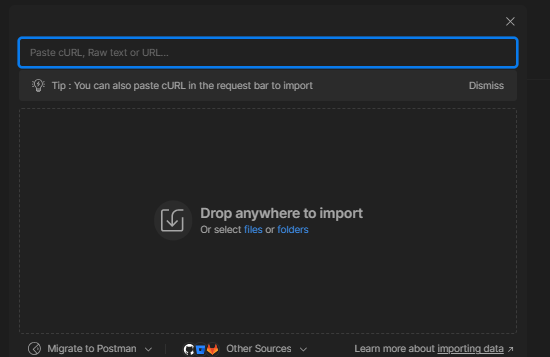 Paste cURL, Raw text or URL...
Tip : You can also paste cURL in the request bar to import Dismiss
Drop anywhere to import
Or select files or folders
Migrate to Postman Other Sources Learn more about importing data ↗